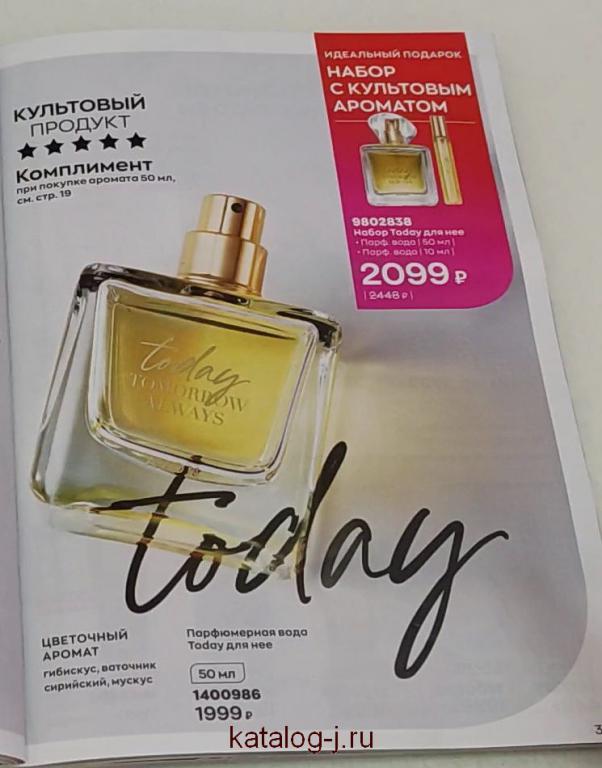 КУЛЬТОВЫЙ
ПРОДУКТ
Комплимент
при покупке аромата 50 мл,
см. стр. 19
ИДЕАЛЬНЫЙ ПОДАРОК
НАБОР
С КУЛЬТОВЫМ
АРОМАТОМ
9802838
Набор Today для нее
• Парф. вода | 50 мл |
• Парф. вода | 10 мл |
2099 ₽
| 2448 ₽ |
today
TOMORROW
ALWAYS
today
ЦВЕТОЧНЫЙ
АРОМАТ
гибискус, ваточник
сирийский, мускус
Парфюмерная вода
Today для нее
50 мл
1400986
1999 ₽
3
katalog-j.ru